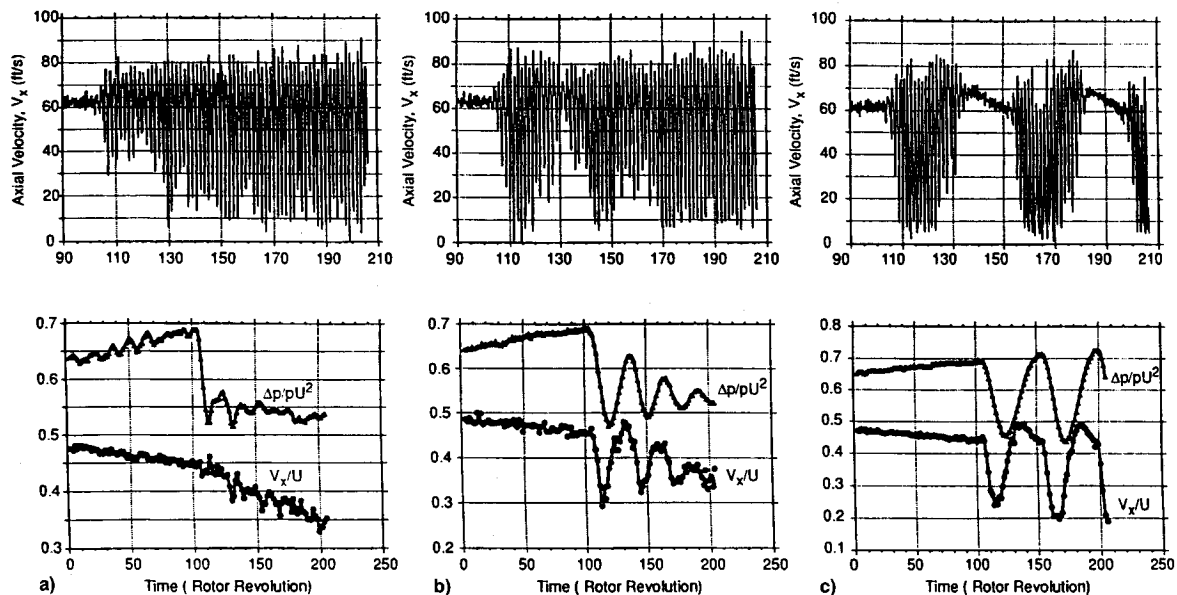 Axial Velocity, Vx (ft/s)
100
80
60
40
20
0
90 110 130 150 170 190 210
Axial Velocity, Vx (ft/s)
100
80
60
40
20
0
90 110 130 150 170 190 210
Axial Velocity, Vx (ft/s)
100
80
60
40
20
0
90 110 130 150 170 190 210
0.7
0.6
0.5
0.4
0.3
Δp/pU²
Vx/U
0 50 100 150 200 250
a) Time ( Rotor Revolution)
0.7
0.6
0.5
0.4
0.3
0.2
Δp/pU²
Vx/U
0 50 100 150 200 250
b) Time ( Rotor Revolution)
0.8
0.7
0.6
0.5
0.4
0.3
0.2
0.1
Δp/pU²
Vx/U
0 50 100 150 200 250
c) Time ( Rotor Revolution)